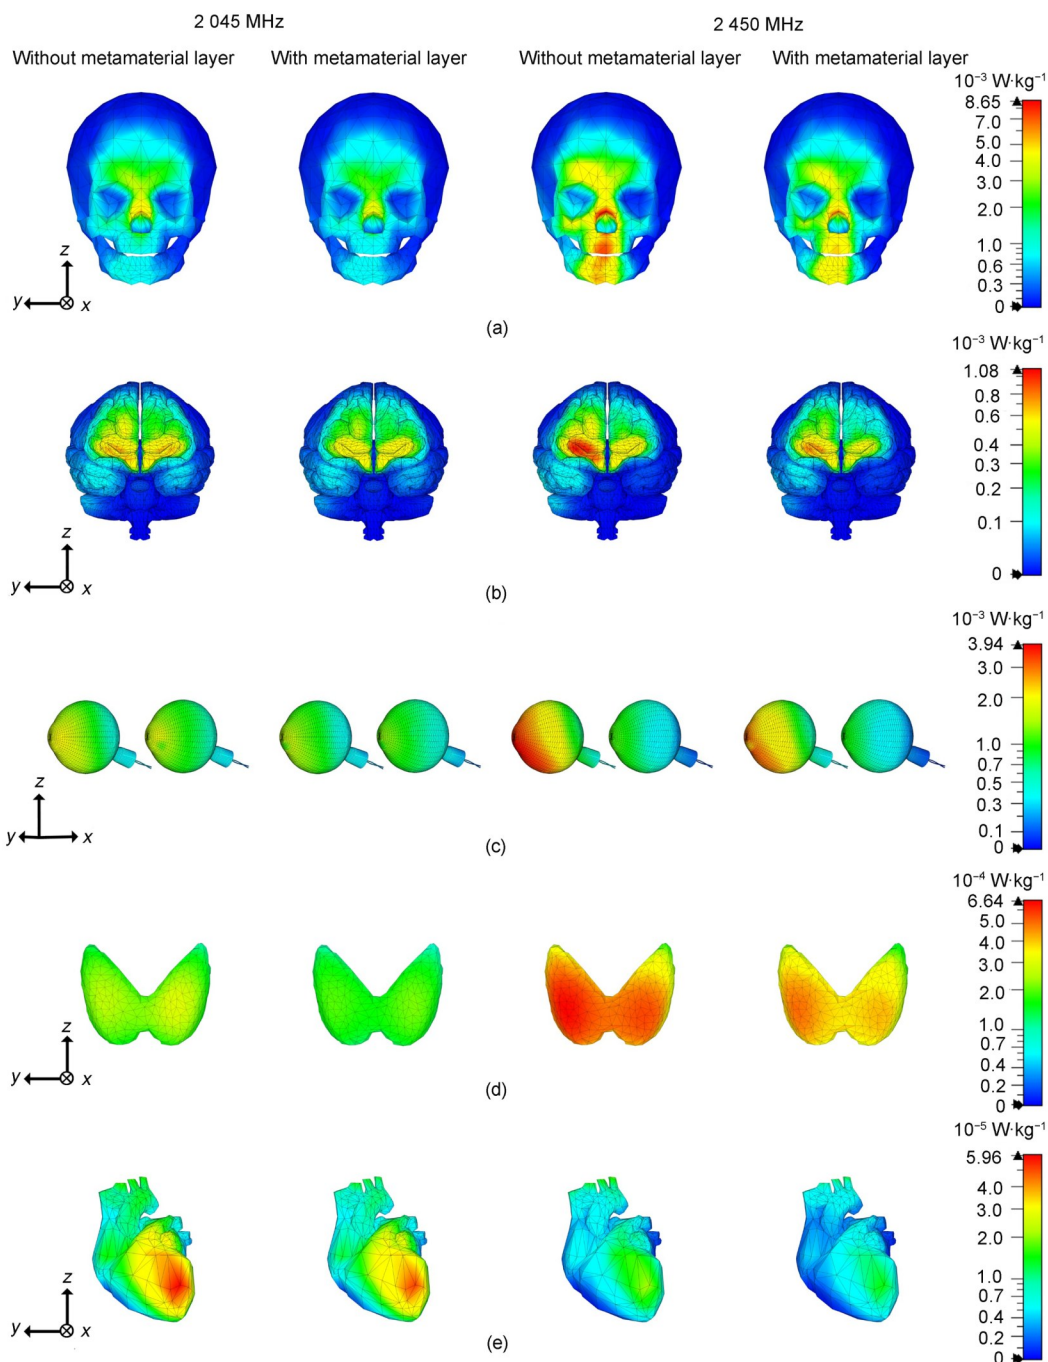 2 045 MHz
2 450 MHz
Without metamaterial layer
With metamaterial layer
Without metamaterial layer
With metamaterial layer
10⁻³ W·kg⁻¹
8.65
7.0
5.0
4.0
3.0
2.0
1.0
0.6
0.3
0
z
y
x
(a)
10⁻³ W·kg⁻¹
1.08
0.8
0.6
0.4
0.3
0.2
0.1
0
z
y
x
(b)
10⁻³ W·kg⁻¹
3.94
3.0
2.0
1.0
0.7
0.5
0.3
0.1
0
z
y
x
(c)
10⁻⁴ W·kg⁻¹
6.64
5.0
4.0
3.0
2.0
1.0
0.7
0.4
0.2
0
z
y
x
(d)
10⁻⁵ W·kg⁻¹
5.96
4.0
3.0
2.0
1.0
0.7
0.4
0.2
0
z
y
x
(e)